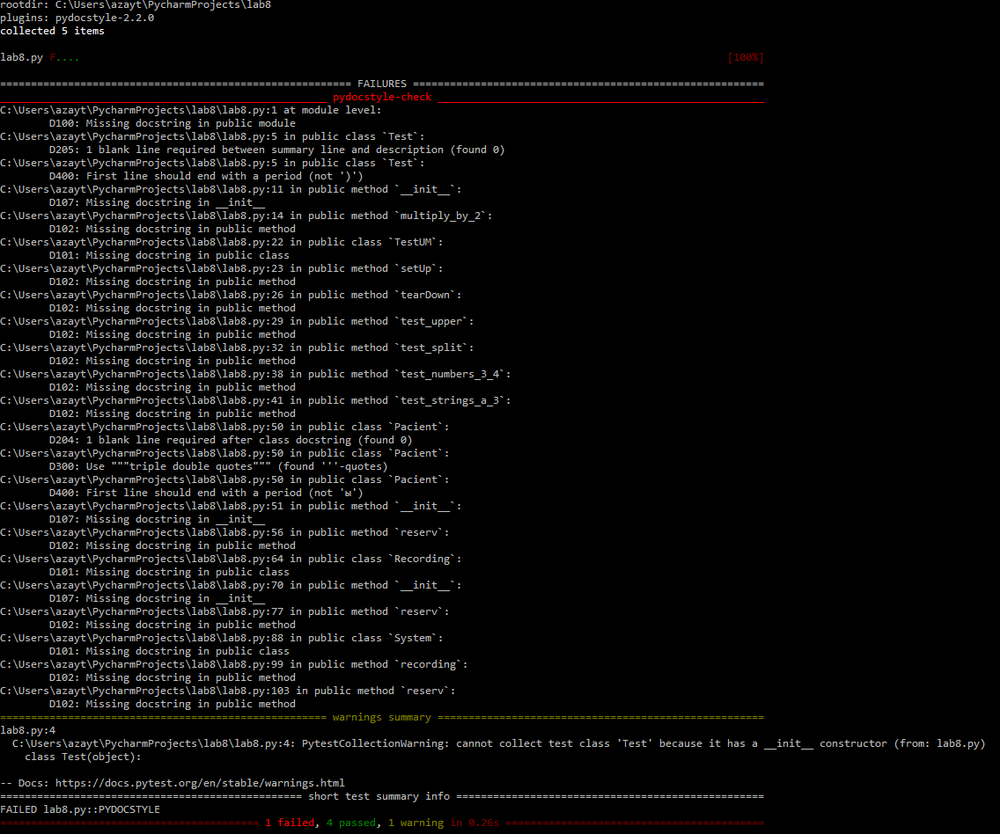 rootdir: C:\Users\azayt\PycharmProjects\lab8
plugins: pydocstyle-2.2.0
collected 5 items
lab8.py F.... [100%]
========================================================= FAILURES =========================================================
_____________________________________________________ pydocstyle-check _____________________________________________________
C:\Users\azayt\PycharmProjects\lab8\lab8.py:1 at module level:
        D100: Missing docstring in public module
C:\Users\azayt\PycharmProjects\lab8\lab8.py:5 in public class `Test`:
        D205: 1 blank line required between summary line and description (found 0)
C:\Users\azayt\PycharmProjects\lab8\lab8.py:5 in public class `Test`:
        D400: First line should end with a period (not ')')
C:\Users\azayt\PycharmProjects\lab8\lab8.py:11 in public method `__init__`:
        D107: Missing docstring in __init__
C:\Users\azayt\PycharmProjects\lab8\lab8.py:14 in public method `multiply_by_2`:
        D102: Missing docstring in public method
C:\Users\azayt\PycharmProjects\lab8\lab8.py:22 in public class `TestUM`:
        D101: Missing docstring in public class
C:\Users\azayt\PycharmProjects\lab8\lab8.py:23 in public method `setUp`:
        D102: Missing docstring in public method
C:\Users\azayt\PycharmProjects\lab8\lab8.py:26 in public method `tearDown`:
        D102: Missing docstring in public method
C:\Users\azayt\PycharmProjects\lab8\lab8.py:29 in public method `test_upper`:
        D102: Missing docstring in public method
C:\Users\azayt\PycharmProjects\lab8\lab8.py:32 in public method `test_split`:
        D102: Missing docstring in public method
C:\Users\azayt\PycharmProjects\lab8\lab8.py:38 in public method `test_numbers_3_4`:
        D102: Missing docstring in public method
C:\Users\azayt\PycharmProjects\lab8\lab8.py:41 in public method `test_strings_a_3`:
        D102: Missing docstring in public method
C:\Users\azayt\PycharmProjects\lab8\lab8.py:50 in public class `Pacient`:
        D204: 1 blank line required after class docstring (found 0)
C:\Users\azayt\PycharmProjects\lab8\lab8.py:50 in public class `Pacient`:
        D300: Use """triple double quotes""" (found '''-quotes)
C:\Users\azayt\PycharmProjects\lab8\lab8.py:50 in public class `Pacient`:
        D400: First line should end with a period (not 'ы')
C:\Users\azayt\PycharmProjects\lab8\lab8.py:51 in public method `__init__`:
        D107: Missing docstring in __init__
C:\Users\azayt\PycharmProjects\lab8\lab8.py:56 in public method `reserv`:
        D102: Missing docstring in public method
C:\Users\azayt\PycharmProjects\lab8\lab8.py:64 in public class `Recording`:
        D101: Missing docstring in public class
C:\Users\azayt\PycharmProjects\lab8\lab8.py:70 in public method `__init__`:
        D107: Missing docstring in __init__
C:\Users\azayt\PycharmProjects\lab8\lab8.py:77 in public method `reserv`:
        D102: Missing docstring in public method
C:\Users\azayt\PycharmProjects\lab8\lab8.py:88 in public class `System`:
        D101: Missing docstring in public class
C:\Users\azayt\PycharmProjects\lab8\lab8.py:99 in public method `recording`:
        D102: Missing docstring in public method
C:\Users\azayt\PycharmProjects\lab8\lab8.py:103 in public method `reserv`:
        D102: Missing docstring in public method
===================================================== warnings summary =====================================================
lab8.py:4
  C:\Users\azayt\PycharmProjects\lab8\lab8.py:4: PytestCollectionWarning: cannot collect test class 'Test' because it has a __init__ constructor (from: lab8.py)
    class Test(object):
-- Docs: https://docs.pytest.org/en/stable/warnings.html
================================================= short test summary info ==================================================
FAILED lab8.py::PYDOCSTYLE
========================================== 1 failed, 4 passed, 1 warning in 0.26s ==========================================